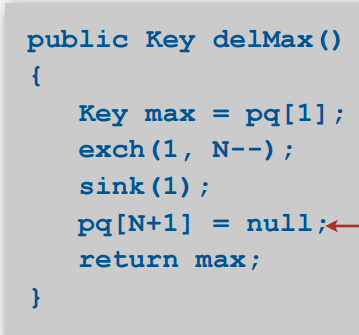 public Key delMax()
{
Key max = pq[1];
exch(1, N--);
sink(1);
pq[N+1] = null;
return max;
}